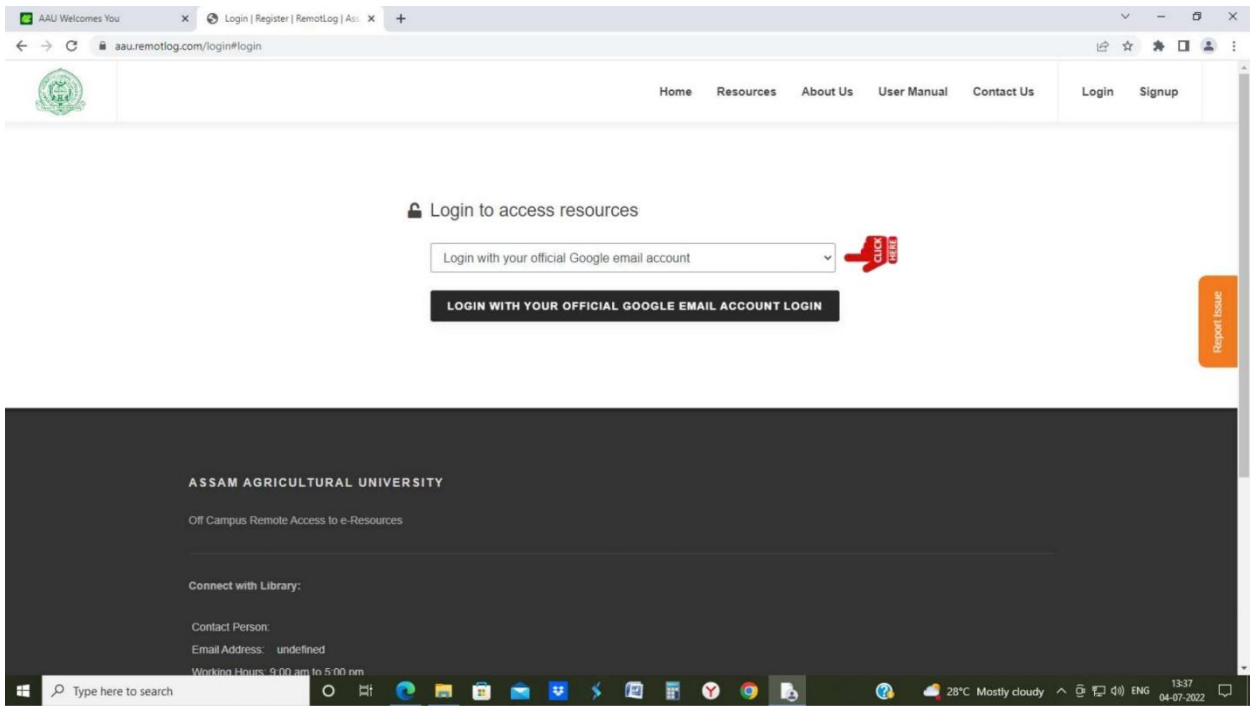 AAU Welcomes You
Login | Register | RemotLog | Ass
aau.remotlog.com/login#login
Home Resources About Us User Manual Contact Us Login Signup
Login to access resources
Login with your official Google email account
CLICK
HERE
LOGIN WITH YOUR OFFICIAL GOOGLE EMAIL ACCOUNT LOGIN
Report Issue
ASSAM AGRICULTURAL UNIVERSITY
Off Campus Remote Access to e-Resources
Connect with Library:
Contact Person:
Email Address: undefined
Working Hours: 9:00 am to 5:00 pm
Type here to search
28°C Mostly cloudy
ENG
13:37
04-07-2022